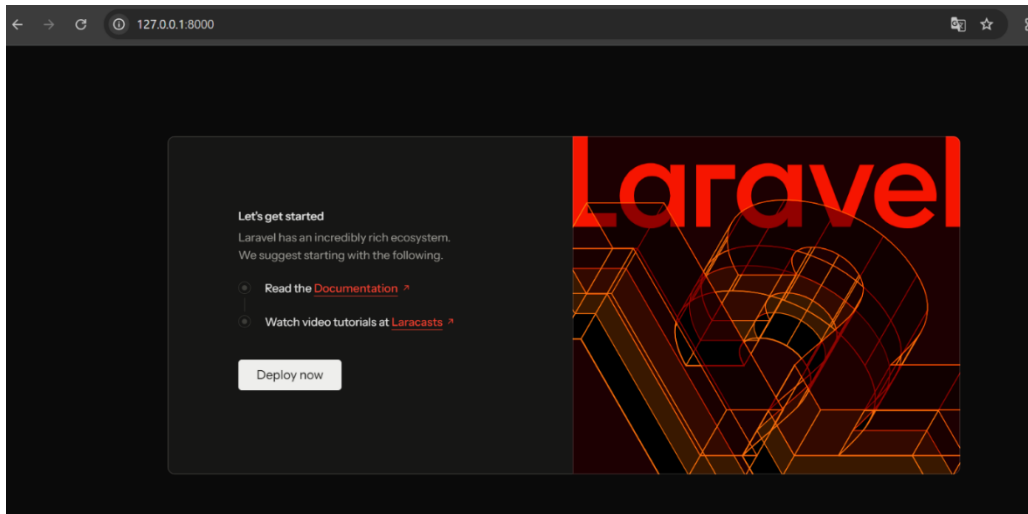 127.0.0.1:8000
Laravel
Let's get started
Laravel has an incredibly rich ecosystem.
We suggest starting with the following.
Read the Documentation
Watch video tutorials at Laracasts
Deploy now